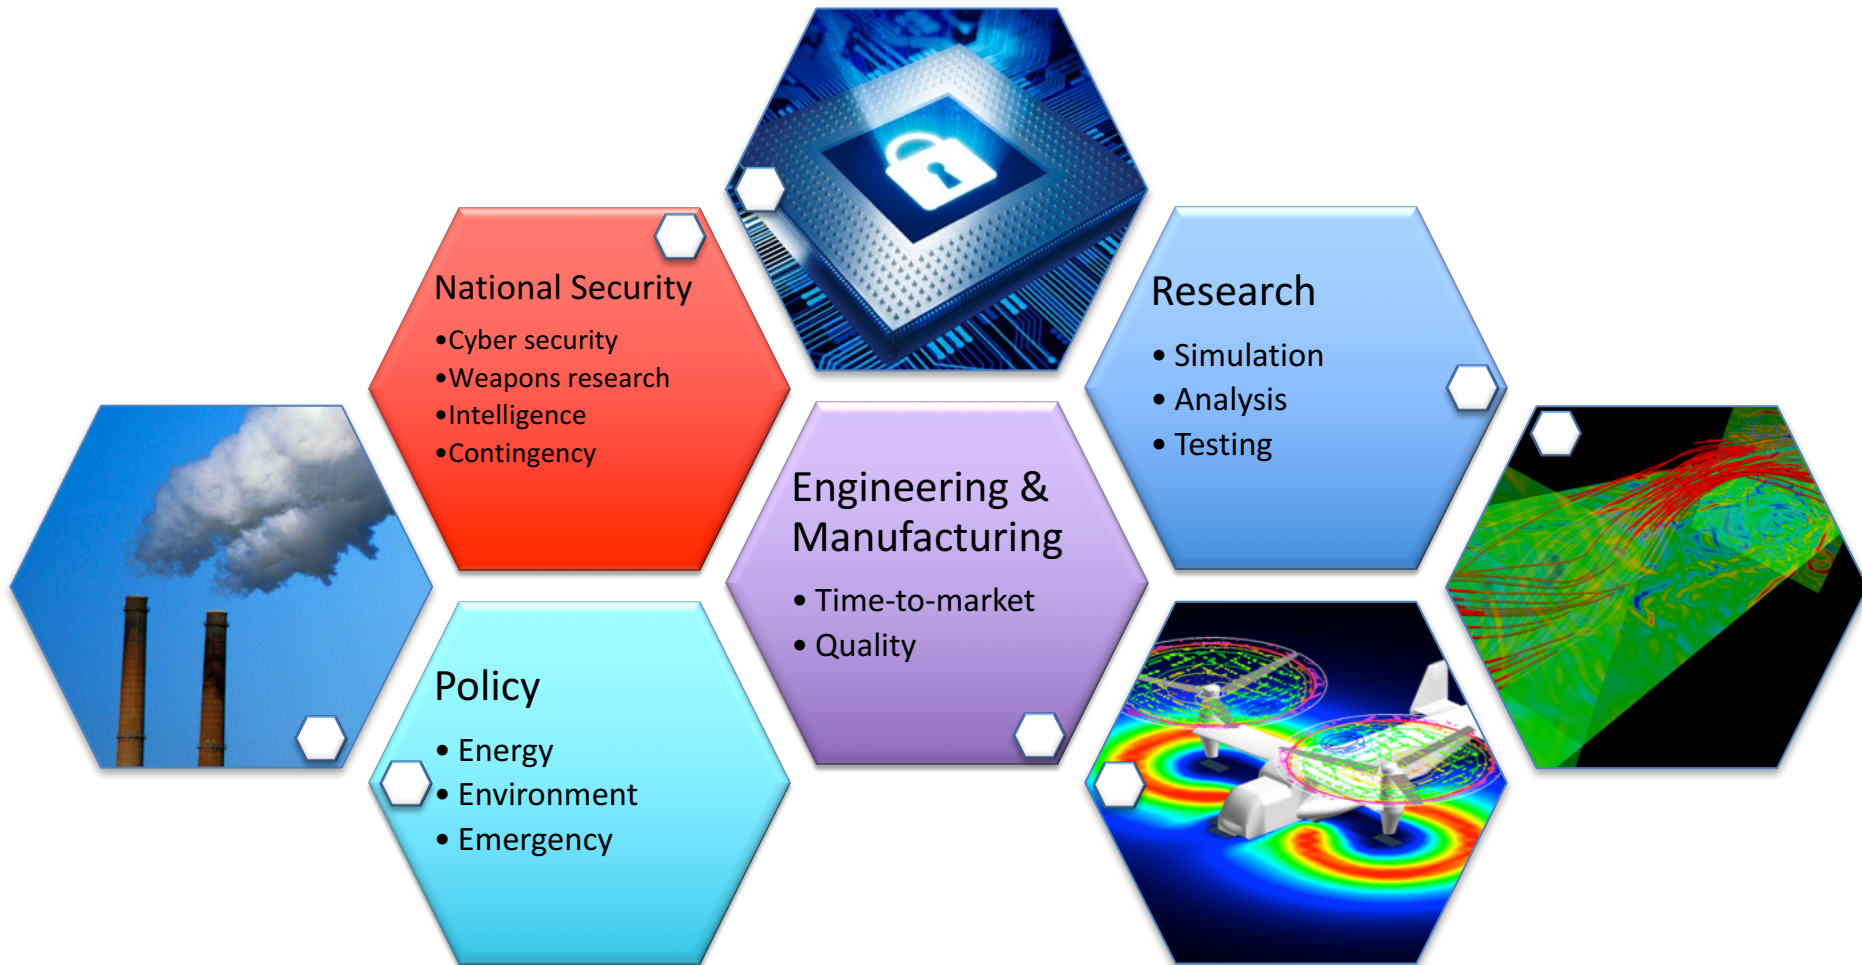 National Security
•Cyber security
•Weapons research
•Intelligence
•Contingency
Research
• Simulation
• Analysis
• Testing
Engineering &
Manufacturing
• Time-to-market
• Quality
Policy
• Energy
• Environment
• Emergency